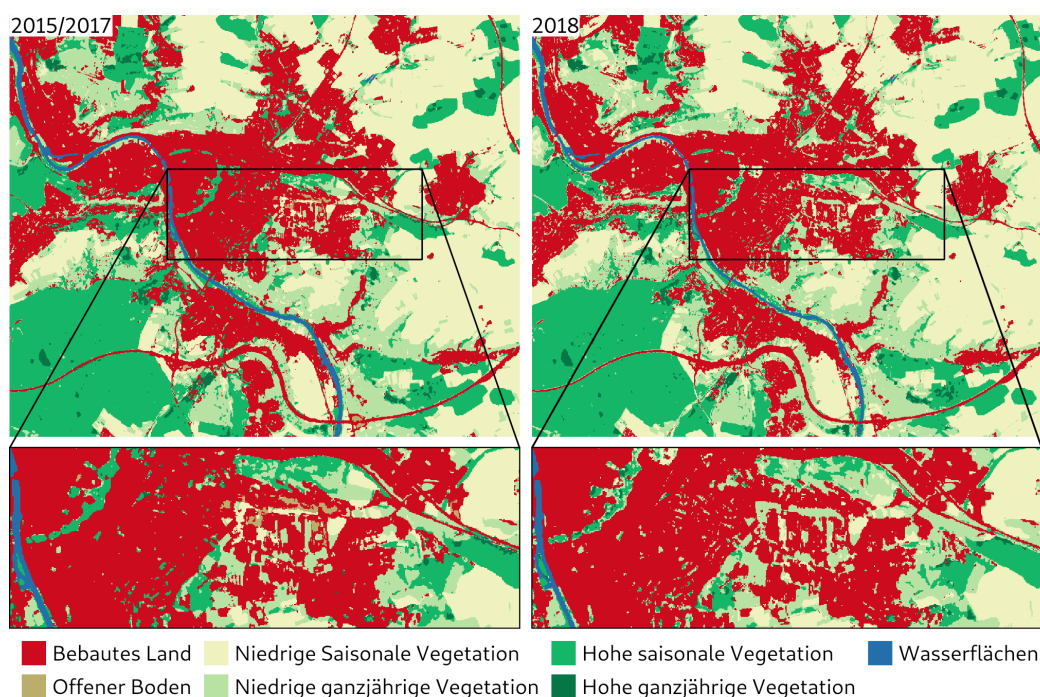 2015/2017
2018
Bebautes Land
Niedrige Saisonale Vegetation
Hohe saisonale Vegetation
Wasserflächen
Offener Boden
Niedrige ganzjährige Vegetation
Hohe ganzjährige Vegetation